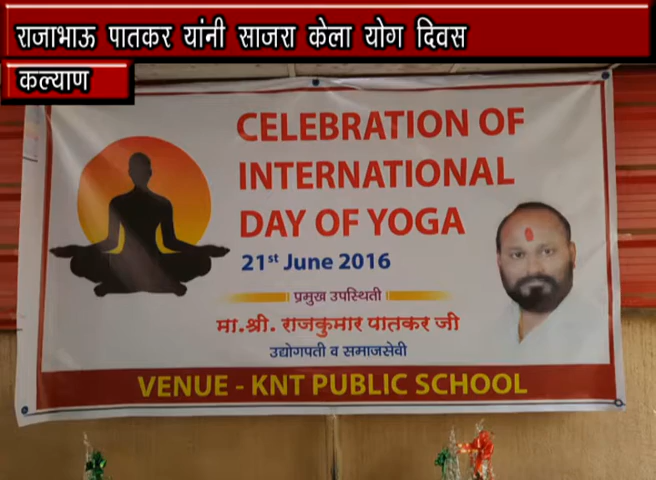 राजाभाऊ पातकर यांनी साजरा केला योग दिवस
कल्याण
CELEBRATION OF
INTERNATIONAL
DAY OF YOGA
21st June 2016
प्रमुख उपस्थिती
मा.श्री. राजकुमार पातकर जी
उद्योगपती व समाजसेवी
VENUE - KNT PUBLIC SCHOOL